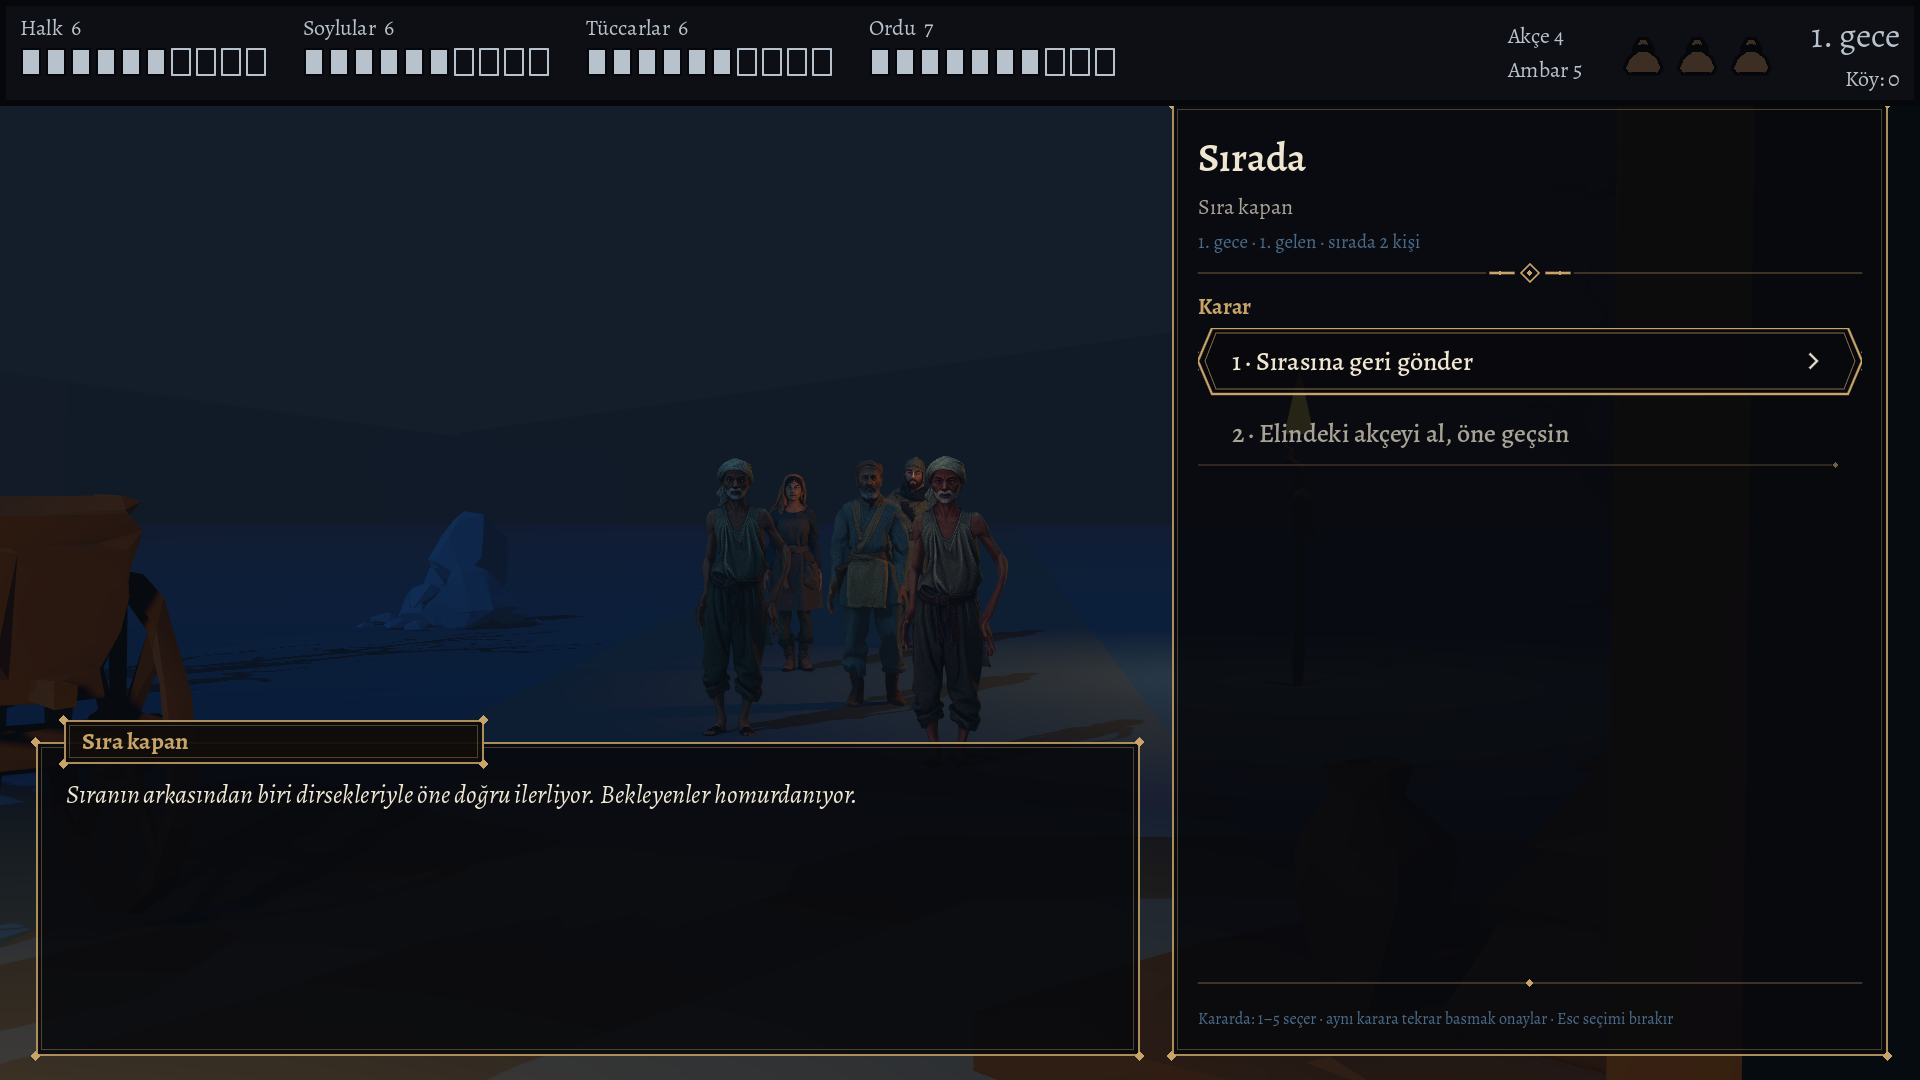 Halk 6
Soylular 6
Tüccarlar 6
Ordu 7
Akçe 4
Ambar 5
1. gece
Köy: 0
Sırada
Sıra kapan
1. gece · 1. gelen · sırada 2 kişi
Karar
1 · Sırasına geri gönder
2 · Elindeki akçeyi al, öne geçsin
Sıra kapan
Sıranın arkasından biri dirsekleriyle öne doğru ilerliyor. Bekleyenler homurdanıyor.
Kararda: 1–5 seçer · aynı karara tekrar basmak onaylar · Esc seçimi bırakır